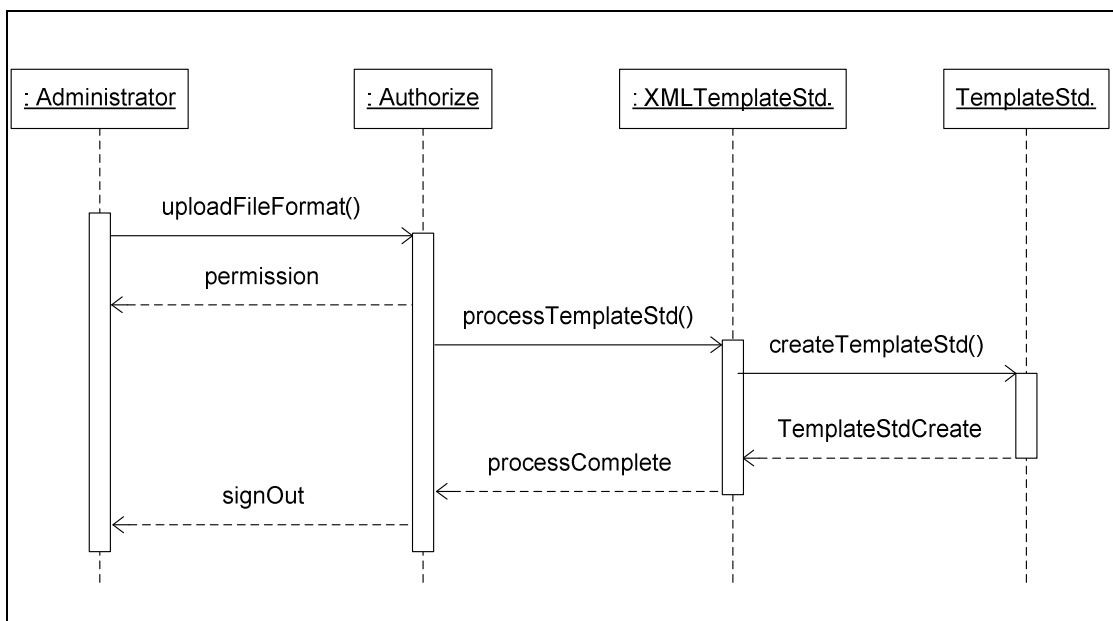 : Administrator
: Authorize
: XMLTemplateStd.
TemplateStd.
uploadFileFormat()
permission
processTemplateStd()
createTemplateStd()
TemplateStdCreate
processComplete
signOut